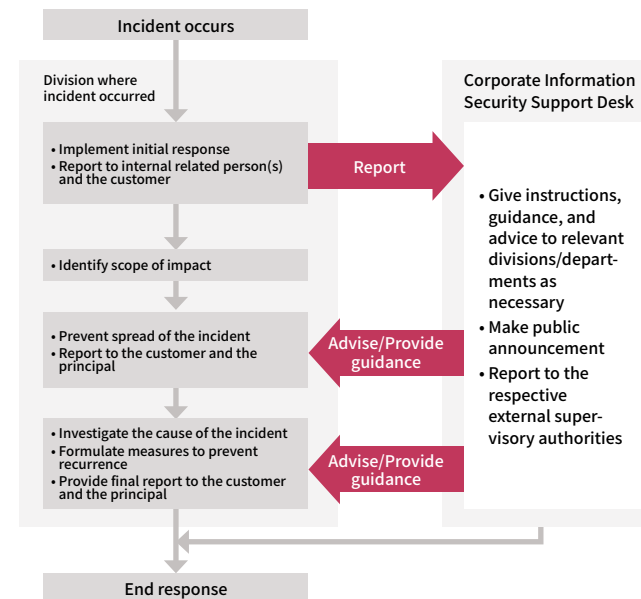 Incident occurs
Division where
incident occurred
• Implement initial response
• Report to internal related person(s)
and the customer
Report
• Identify scope of impact
• Prevent spread of the incident
• Report to the customer and the
principal
Advise/Provide
guidance
• Investigate the cause of the incident
• Formulate measures to prevent
recurrence
• Provide final report to the customer
and the principal
Advise/Provide
guidance
Corporate Information
Security Support Desk
• Give instructions,
guidance, and
advice to relevant
divisions/depart-
ments as
necessary
• Make public
announcement
• Report to the
respective
external super-
visory authorities
End response